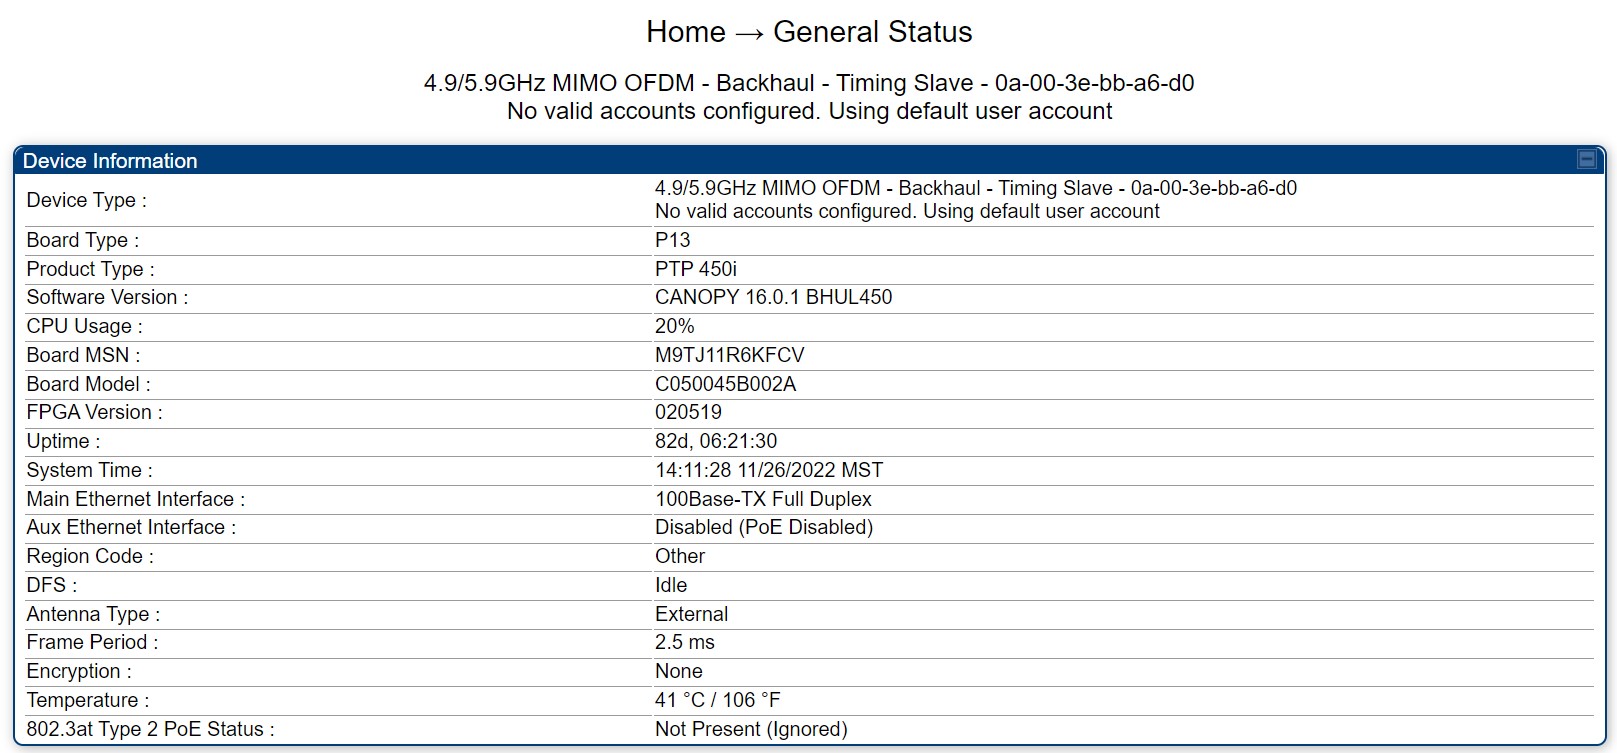 Home → General Status
4.9/5.9GHz MIMO OFDM - Backhaul - Timing Slave - 0a-00-3e-bb-a6-d0
No valid accounts configured. Using default user account
Device Information
Device Type : 4.9/5.9GHz MIMO OFDM - Backhaul - Timing Slave - 0a-00-3e-bb-a6-d0
No valid accounts configured. Using default user account
Board Type : P13
Product Type : PTP 450i
Software Version : CANOPY 16.0.1 BHUL450
CPU Usage : 20%
Board MSN : M9TJ11R6KFCV
Board Model : C050045B002A
FPGA Version : 020519
Uptime : 82d, 06:21:30
System Time : 14:11:28 11/26/2022 MST
Main Ethernet Interface : 100Base-TX Full Duplex
Aux Ethernet Interface : Disabled (PoE Disabled)
Region Code : Other
DFS : Idle
Antenna Type : External
Frame Period : 2.5 ms
Encryption : None
Temperature : 41 °C / 106 °F
802.3at Type 2 PoE Status : Not Present (Ignored)